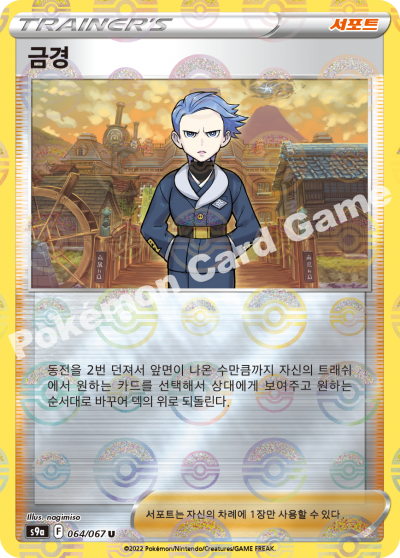 TRAINER'S
서포트
금경
Pokémon Card Game
동전을 2번 던져서 앞면이 나온 수만큼까지 자신의 트래쉬
에서 원하는 카드를 선택해서 상대에게 보여주고 원하는
순서대로 바꾸어 덱의 위로 되돌린다.
Illus. nagimiso
s9a F 064/067 U
서포트는 자신의 차례에 1장만 사용할 수 있다.
©2022 Pokémon/Nintendo/Creatures/GAME FREAK.